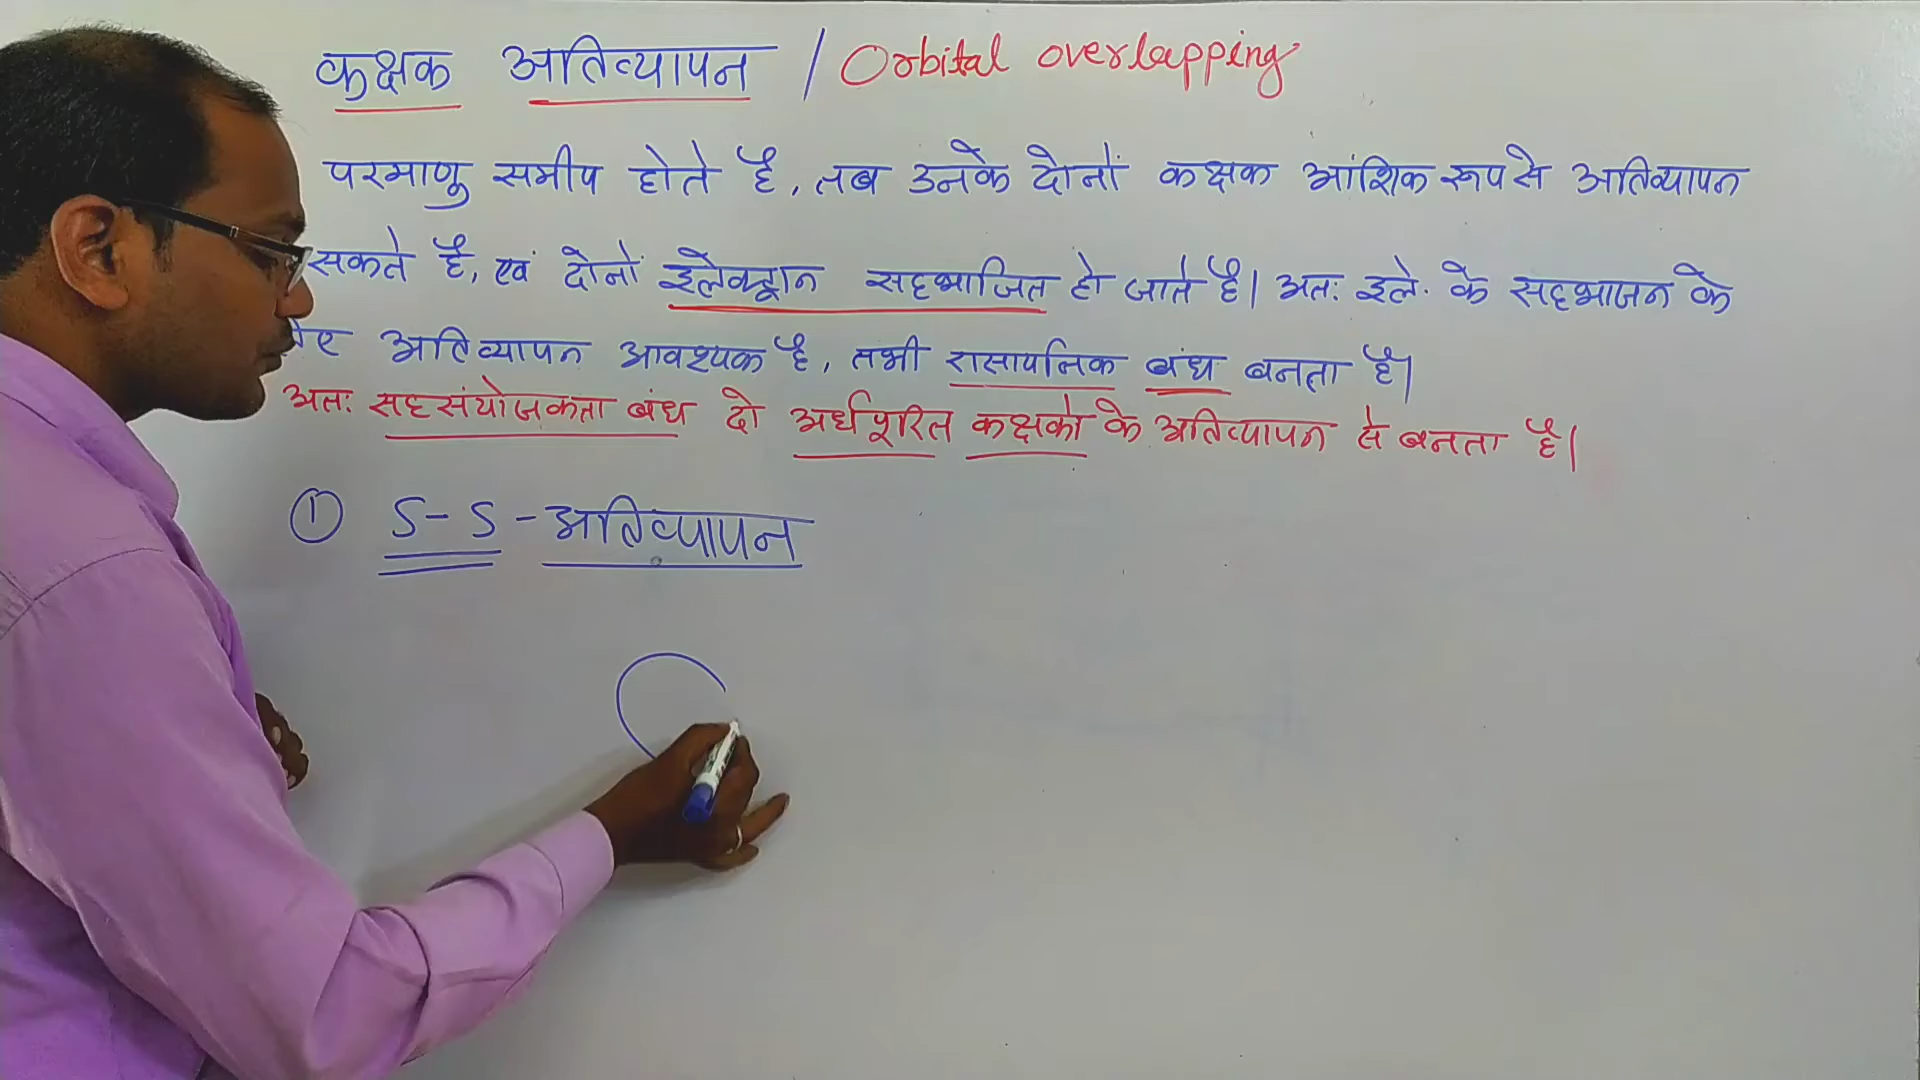 कक्षक अतिव्यापन / Orbital overlapping
परमाणु समीप होते है, तब उनके दोनों कक्षक आंशिक रूप से अतिव्यापन
सकते है, एवं दोनों इलेक्ट्रान सहभाजित हो जाते है। अतः इले. के सहभाजन के
अतिव्यापन आवश्यक है, तभी रासायनिक बंध बनता है।
अतः सहसंयोजकता बंध दो अर्धपूरित कक्षको के अतिव्यापन से बनता है।
① S-S-अतिव्यापन